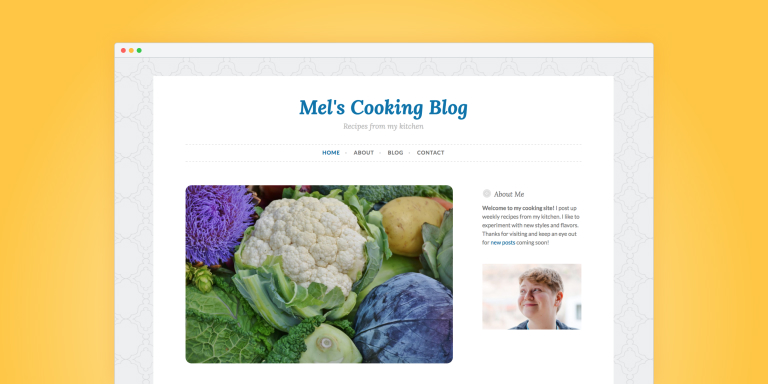 Mel's Cooking Blog
Recipes from my kitchen
HOME
ABOUT
BLOG
CONTACT
About Me
Welcome to my cooking site! I post up
weekly recipes from my kitchen. I like to
experiment with new styles and flavors.
Thanks for visiting and keep an eye out
for new posts coming soon!